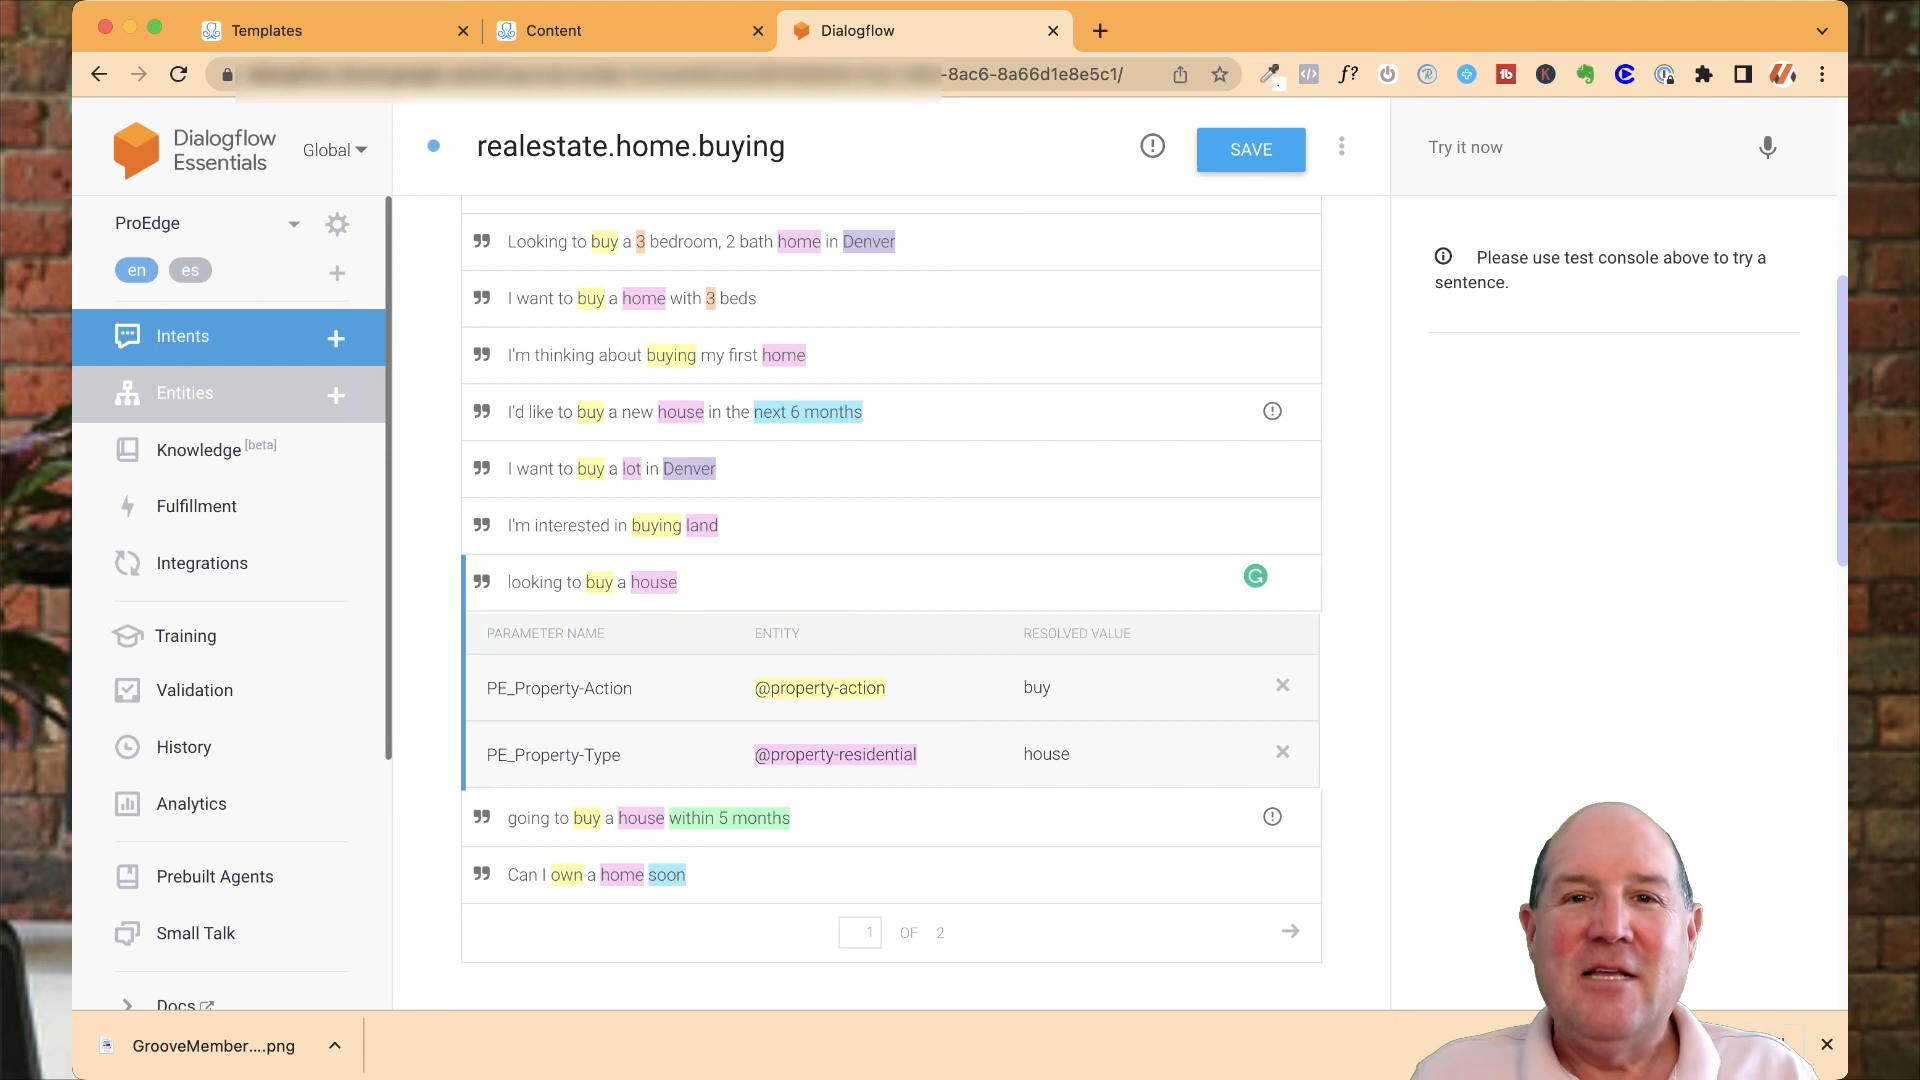 Templates
Content
Dialogflow
-8ac6-8a66d1e8e5c1/
Dialogflow
Essentials
Global
realestate.home.buying
SAVE
Try it now
ProEdge
en es
Intents
Entities
Knowledge [beta]
Fulfillment
Integrations
Training
Validation
History
Analytics
Prebuilt Agents
Small Talk
Docs
Looking to buy a 3 bedroom, 2 bath home in Denver
I want to buy a home with 3 beds
I'm thinking about buying my first home
I'd like to buy a new house in the next 6 months
I want to buy a lot in Denver
I'm interested in buying land
looking to buy a house
PARAMETER NAME ENTITY RESOLVED VALUE
PE_Property-Action @property-action buy
PE_Property-Type @property-residential house
going to buy a house within 5 months
Can I own a home soon
1 OF 2
Please use test console above to try a
sentence.
GrooveMember....png